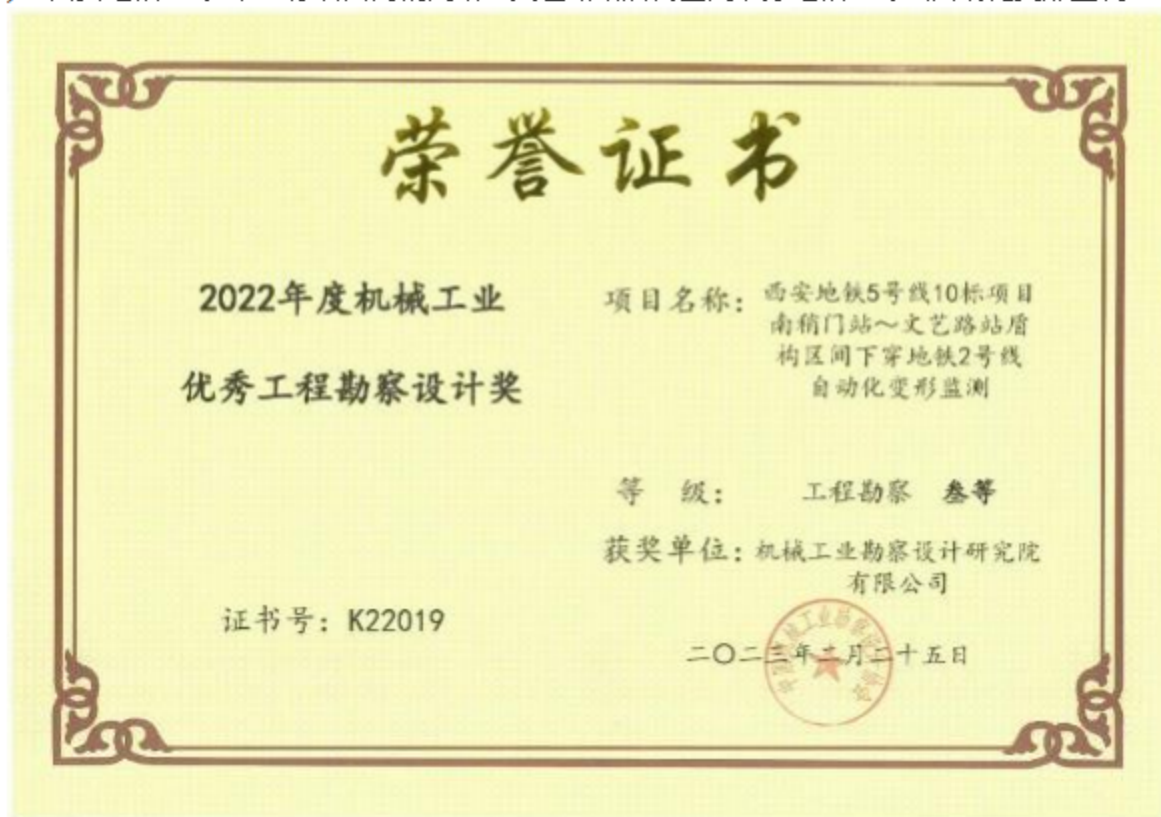 荣誉证书
2022年度机械工业
优秀工程勘察设计奖
证书号：K22019
项目名称：西安地铁5号线10标项目
南稍门站～文艺路站盾
构区间下穿地铁2号线
自动化变形监测
等 级： 工程勘察 叁等
获奖单位：机械工业勘察设计研究院
有限公司
二〇二三年二月二十五日